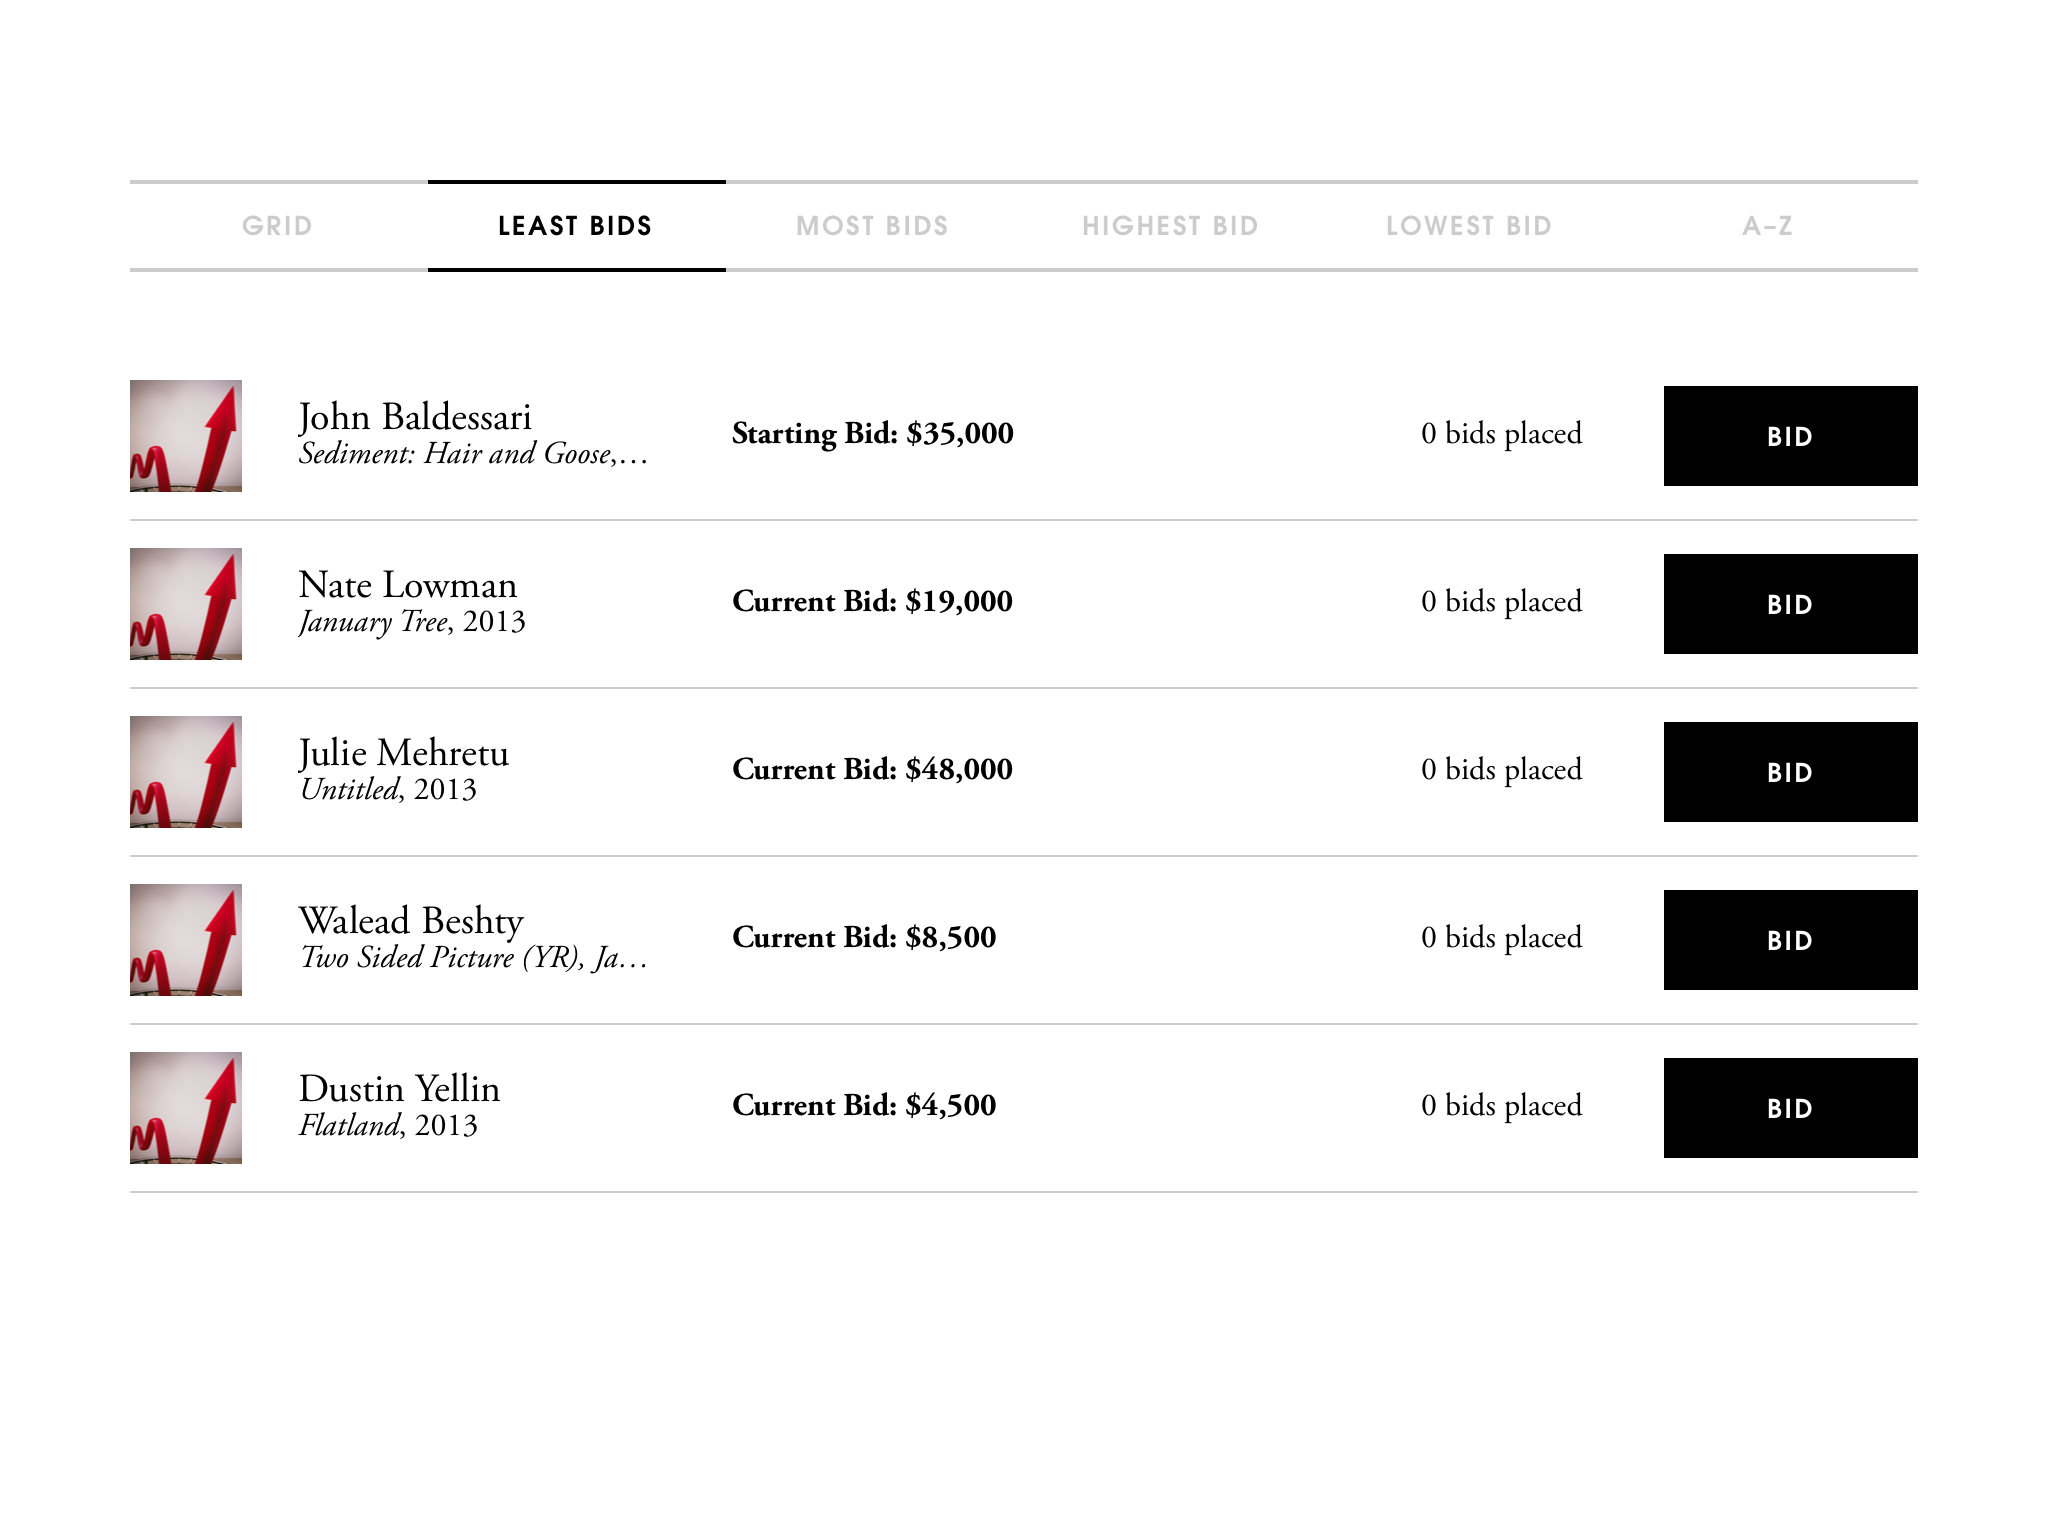 GRID LEAST BIDS MOST BIDS HIGHEST BID LOWEST BID A–Z
John Baldessari
Sediment: Hair and Goose,…
Starting Bid: $35,000
0 bids placed
BID
Nate Lowman
January Tree, 2013
Current Bid: $19,000
0 bids placed
BID
Julie Mehretu
Untitled, 2013
Current Bid: $48,000
0 bids placed
BID
Walead Beshty
Two Sided Picture (YR), Ja…
Current Bid: $8,500
0 bids placed
BID
Dustin Yellin
Flatland, 2013
Current Bid: $4,500
0 bids placed
BID